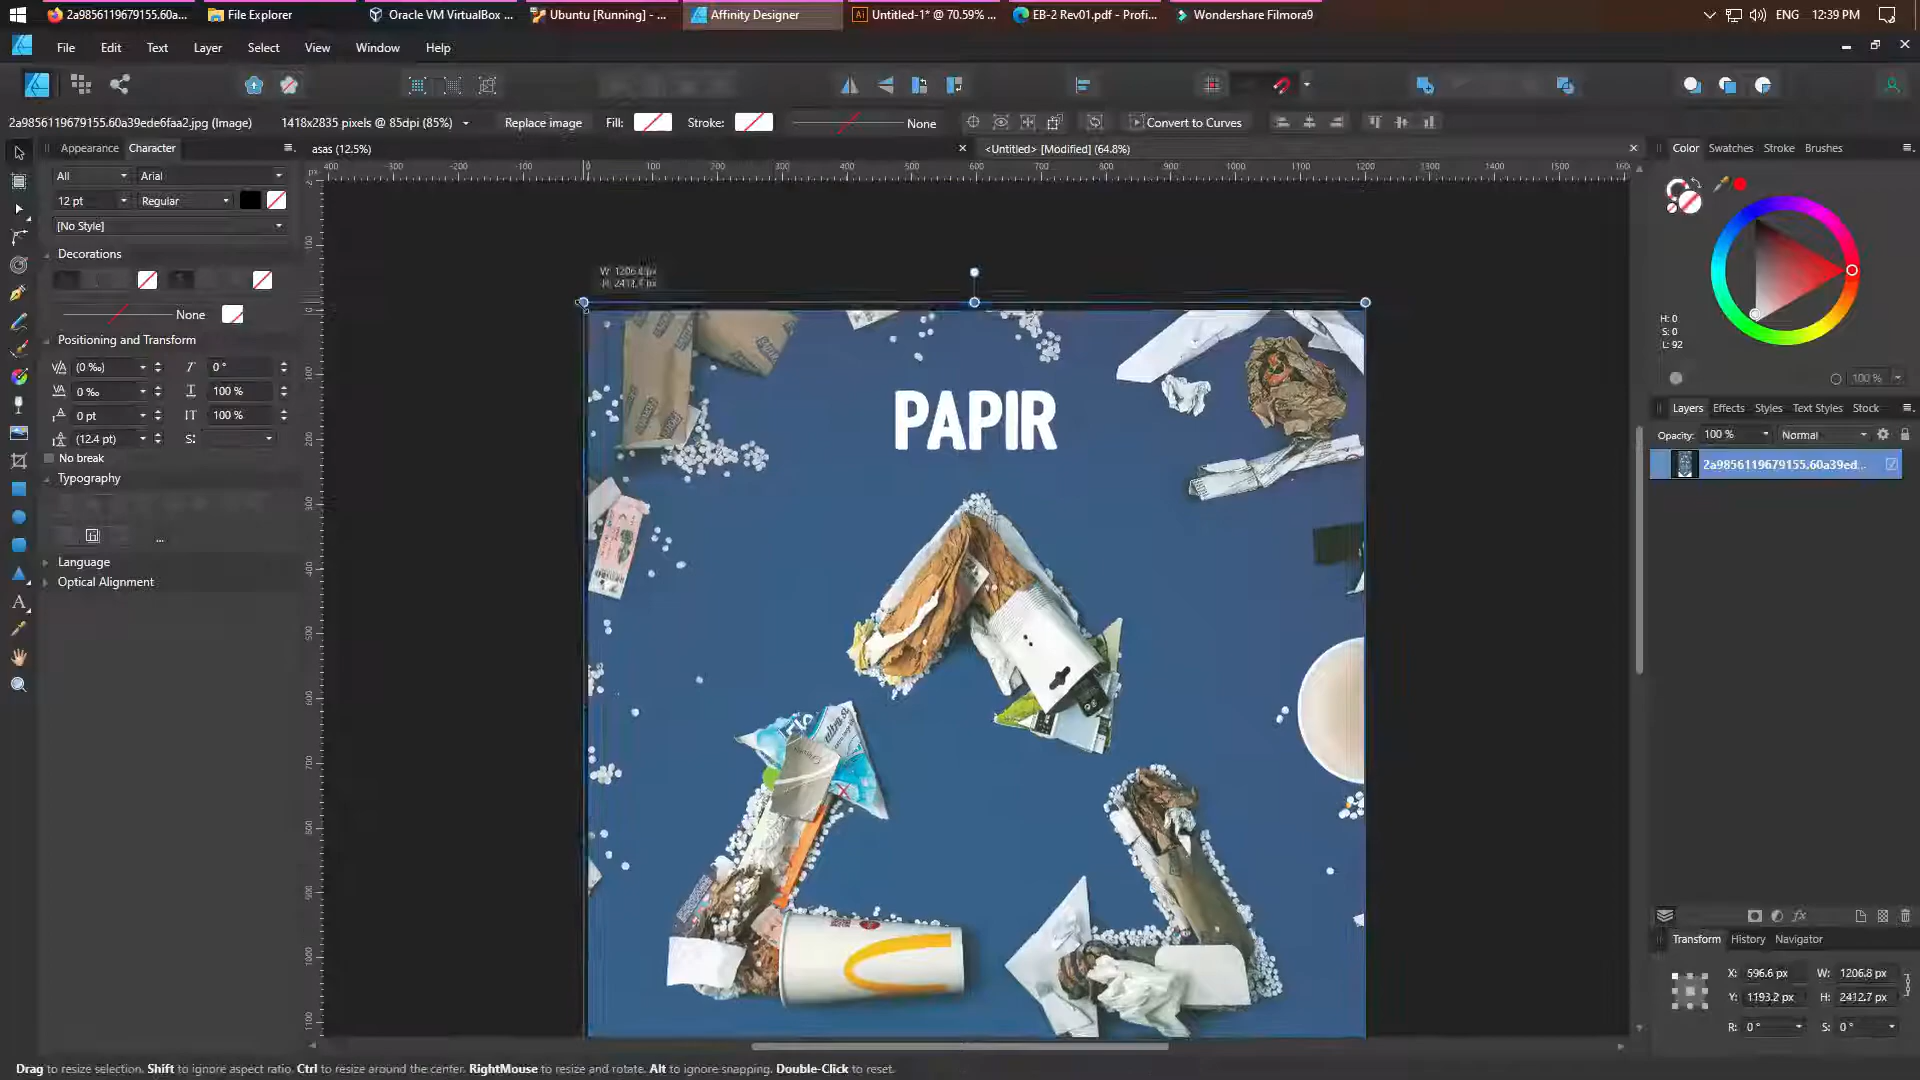 2a9856119679155.60a...
File Explorer
Oracle VM VirtualBox ...
Ubuntu [Running] - ...
Affinity Designer
Untitled-1* @ 70.59% ...
EB-2 Rev01.pdf - Profi...
Wondershare Filmora9
ENG
12:39 PM
File
Edit
Text
Layer
Select
View
Window
Help
2a9856119679155.60a39ede6faa2.jpg (Image)
1418x2835 pixels @ 85dpi (85%)
Replace image
Fill:
Stroke:
None
Convert to Curves
Appearance
Character
asas (12.5%)
<Untitled> [Modified] (64.8%)
Color
Swatches
Stroke
Brushes
All
Arial
12 pt
Regular
[No Style]
Decorations
None
Positioning and Transform
(0 ‰)
0 °
0 ‰
100 %
0 pt
100 %
(12.4 pt)
No break
Typography
...
Language
Optical Alignment
PAPIR
H: 0
S: 0
L: 92
100 %
Layers
Effects
Styles
Text Styles
Stock
Opacity:
100 %
Normal
2a9856119679155.60a39ed...
Transform
History
Navigator
X: 596.6 px
W: 1206.8 px
Y: 1193.2 px
H: 2412.7 px
R: 0 °
S: 0 °
Drag to resize selection. Shift to ignore aspect ratio. Ctrl to resize around the center. RightMouse to resize and rotate. Alt to ignore snapping. Double-Click to reset.